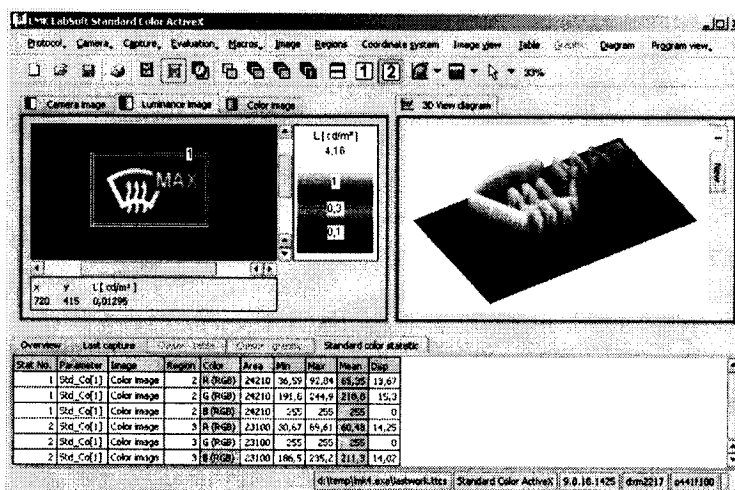 LMK LabSoft Standard Color ActiveX
Protocol, Camera, Capture, Evaluation, Macros, Image Regions Coordinate system Image view Table Graphic Diagram Program view,
1 2 33%
Camera image Luminance image Color image
3D View diagram
1
MAX
L [cd/m²]
4,16
1
0,3
0,1
New
x y L [cd/m²]
720 415 0,01295
Overview Last capture Standard color statistic
Stat No. Parameter Image Region Color Area Min Max Mean Disp
1 Std_Co[1] Color image 2 R (RGB) 24210 36,59 92,84 13,67
1 Std_Co[1] Color image 2 G (RGB) 24210 191,6 244,9 15,3
1 Std_Co[1] Color image 2 B (RGB) 24210 255 255 255 0
2 Std_Co[1] Color image 3 R (RGB) 23100 30,67 89,61 60,48 14,25
2 Std_Co[1] Color image 3 G (RGB) 23100 255 255 255 0
2 Std_Co[1] Color image 3 B (RGB) 23100 186,5 235,2 211,3 14,02
Standard Color ActiveX 9.0.10.1425 dxm2217 o441f100